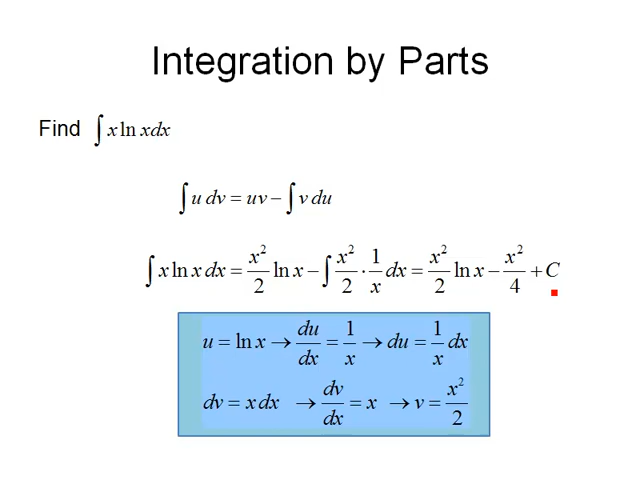 Integration by Parts
Find ∫ x ln xdx
∫ u dv = uv − ∫ v du
∫ x ln x dx = x²/2 ln x − ∫ x²/2 · 1/x dx = x²/2 ln x − x²/4 + C
u = ln x → du/dx = 1/x → du = 1/x dx
dv = x dx → dv/dx = x → v = x²/2